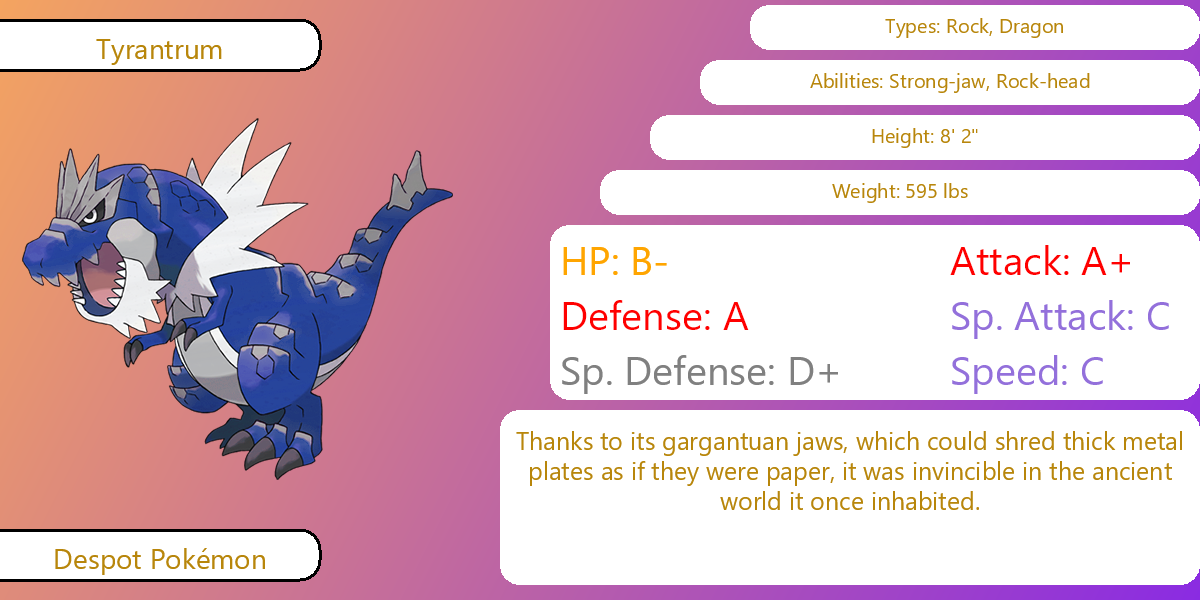 Tyrantrum
Types: Rock, Dragon
Abilities: Strong-jaw, Rock-head
Height: 8' 2"
Weight: 595 lbs
HP: B-
Attack: A+
Defense: A
Sp. Attack: C
Sp. Defense: D+
Speed: C
Thanks to its gargantuan jaws, which could shred thick metal
plates as if they were paper, it was invincible in the ancient
world it once inhabited.
Despot Pokémon